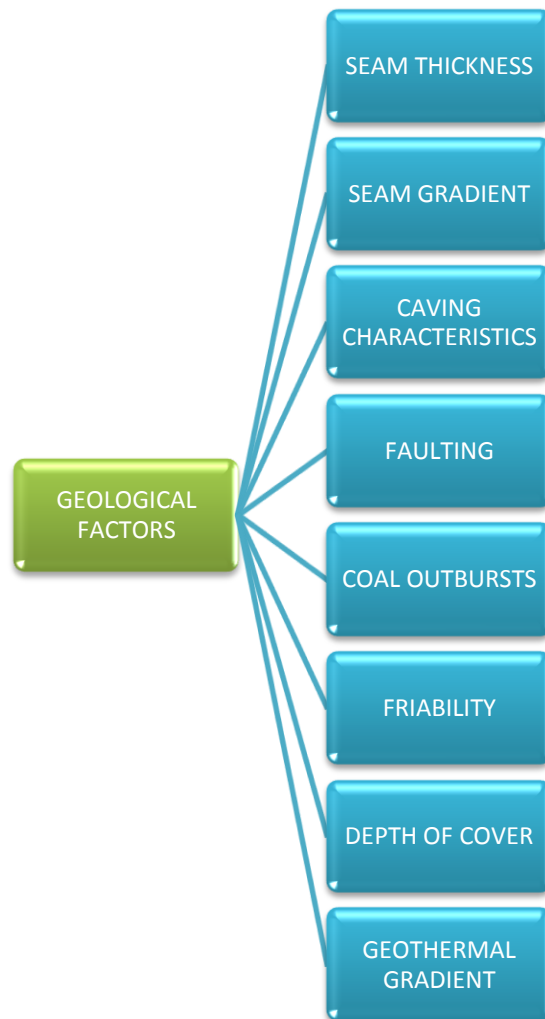 SEAM THICKNESS
SEAM GRADIENT
CAVING
CHARACTERISTICS
FAULTING
GEOLOGICAL
FACTORS
COAL OUTBURSTS
FRIABILITY
DEPTH OF COVER
GEOTHERMAL
GRADIENT